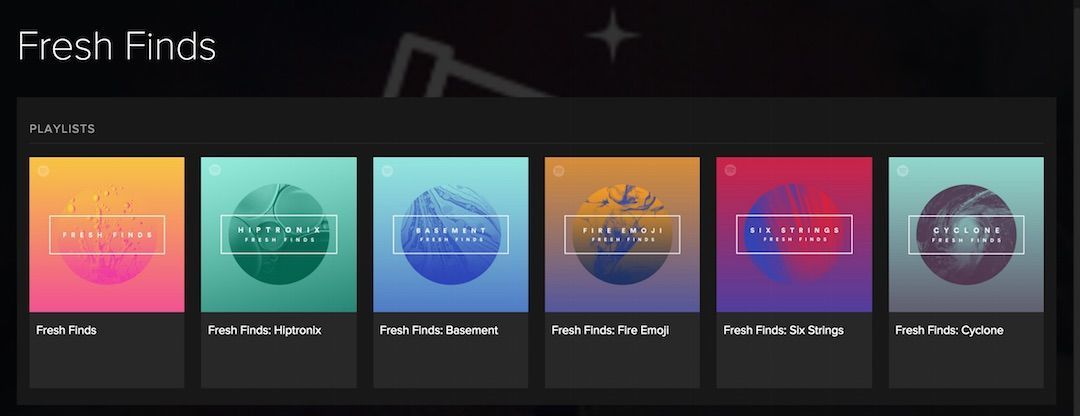 Fresh Finds
PLAYLISTS
FRESH FINDS
HIPTRONIX
FRESH FINDS
BASEMENT
FRESH FINDS
FIRE EMOJI
FRESH FINDS
SIX STRINGS
FRESH FINDS
CYCLONE
FRESH FINDS
Fresh Finds
Fresh Finds: Hiptronix
Fresh Finds: Basement
Fresh Finds: Fire Emoji
Fresh Finds: Six Strings
Fresh Finds: Cyclone